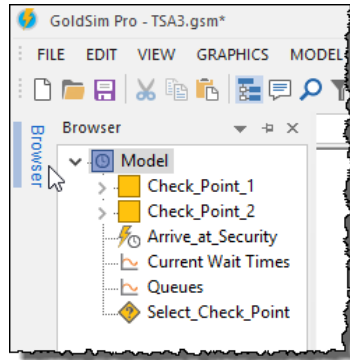 GoldSim Pro - TSA3.gsm*
FILE EDIT VIEW GRAPHICS MODEL
Browser
Browser
Model
Check_Point_1
Check_Point_2
Arrive_at_Security
Current Wait Times
Queues
Select_Check_Point